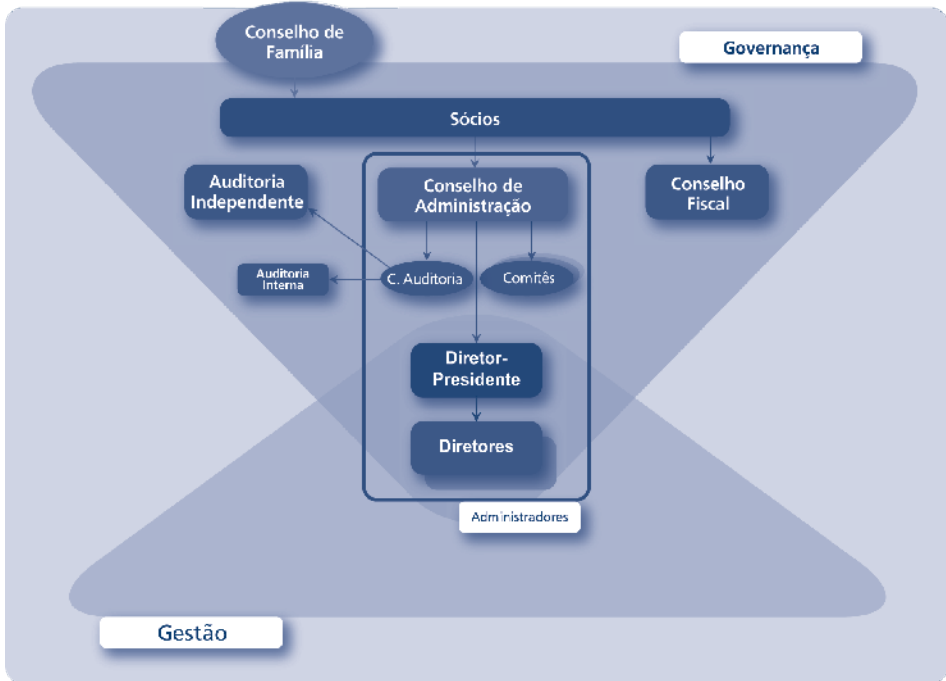 Conselho de
Família
Governança
Sócios
Auditoria
Independente
Conselho de
Administração
Conselho
Fiscal
Auditoria
Interna
C. Auditoria
Comitês
Diretor-
Presidente
Diretores
Administradores
Gestão